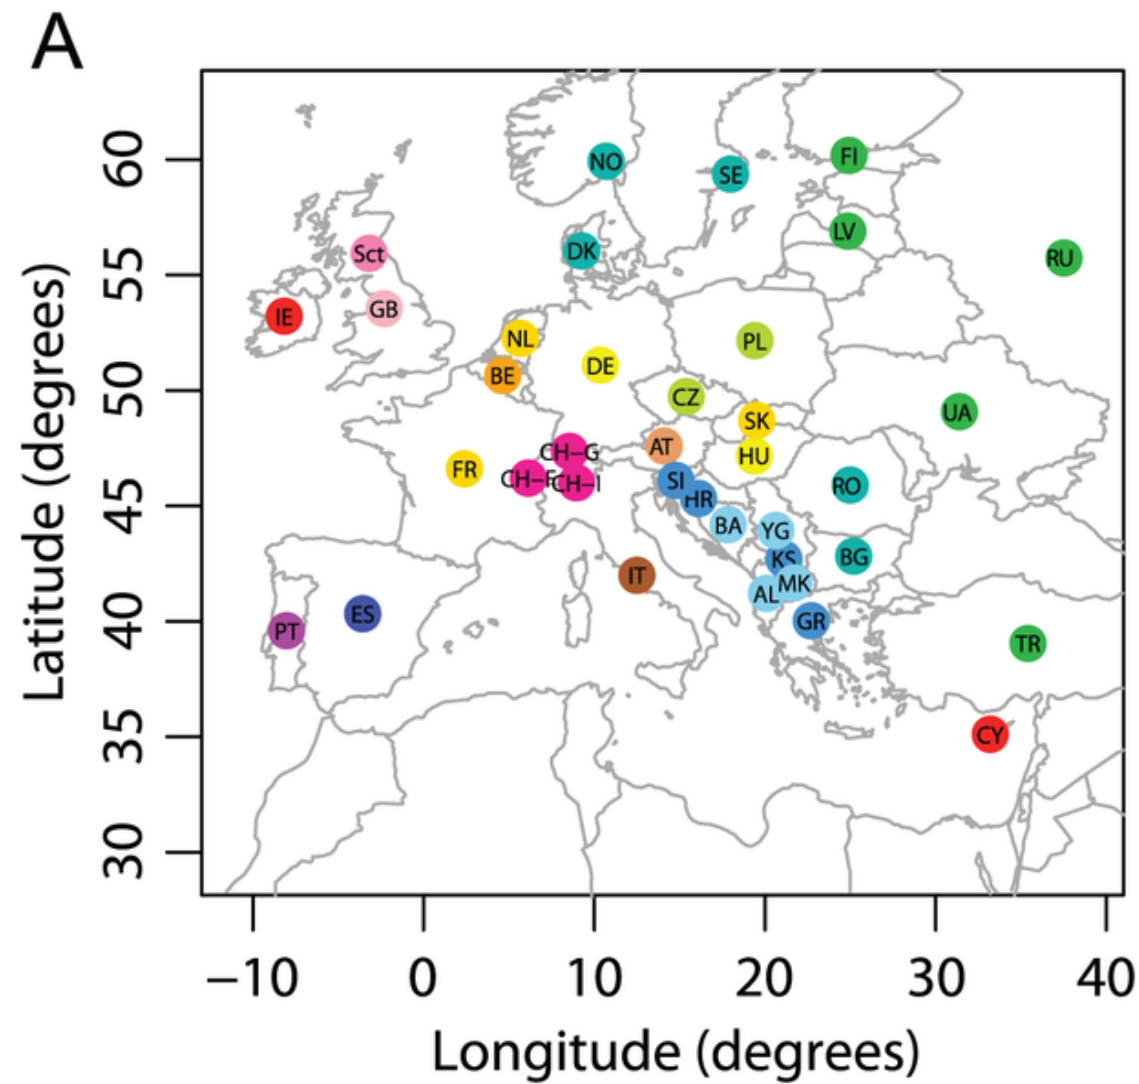 A
Latitude (degrees)
60
55
50
45
40
35
30
NO
SE
FI
LV
RU
Sct
DK
IE
GB
NL
BE
DE
PL
CZ
SK
UA
FR
CH–G
CH–F
CH–I
AT
HU
SI
HR
RO
BA
YG
KS
BG
IT
AL
MK
GR
PT
ES
TR
CY
−10
0
10
20
30
40
Longitude (degrees)